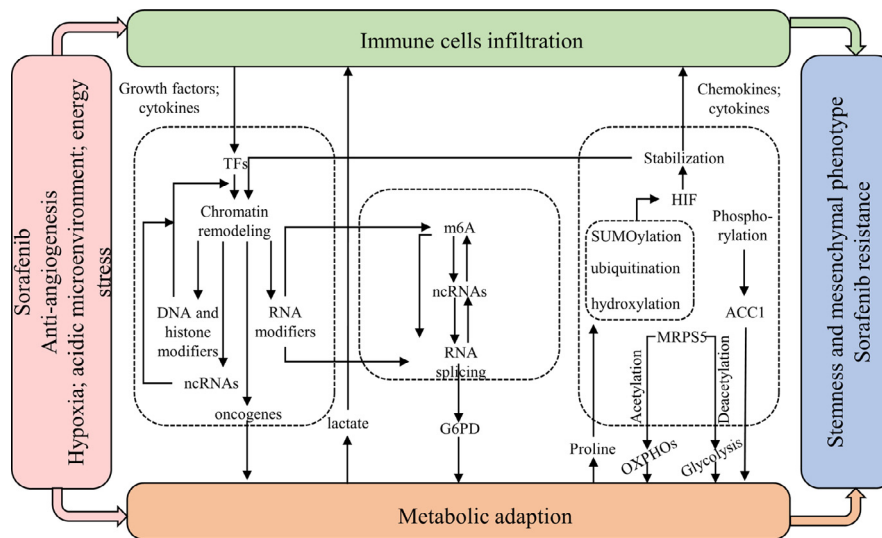 Immune cells infiltration
Sorafenib
Anti-angiogenesis
Hypoxia; acidic microenvironment; energy
stress
Growth factors;
cytokines
TFs
Chromatin
remodeling
DNA and
histone
modifiers
RNA
modifiers
ncRNAs
oncogenes
lactate
m6A
ncRNAs
RNA
splicing
G6PD
Chemokines;
cytokines
Stabilization
HIF
SUMOylation
ubiquitination
hydroxylation
Phospho-
rylation
ACC1
MRPS5
Acetylation
Deacetylation
Proline
OXPHOs
Glycolysis
Metabolic adaption
Stemness and mesenchymal phenotype
Sorafenib resistance